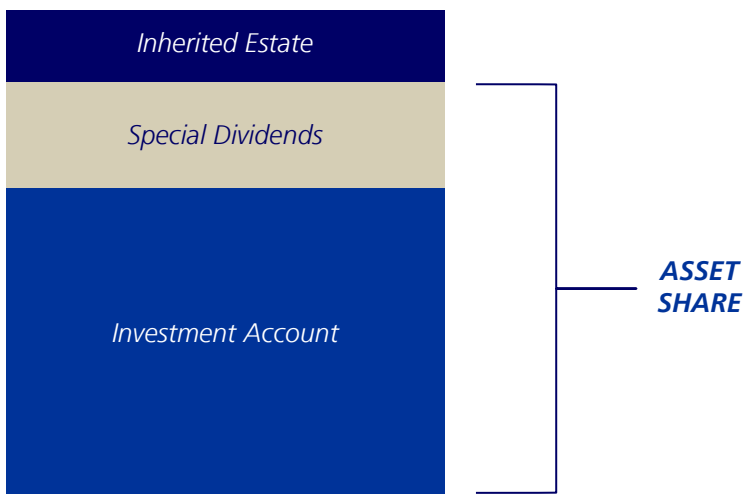 Inherited Estate
Special Dividends
Investment Account
ASSET
SHARE